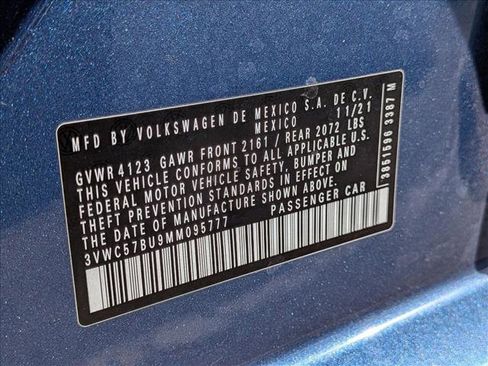 MFD BY VOLKSWAGEN DE MEXICO S.A. DE C.V.
MEXICO 11/21
GVWR 4123 GAWR FRONT 2161 / REAR 2072 LBS
THIS VEHICLE CONFORMS TO ALL APPLICABLE U.S.
FEDERAL MOTOR VEHICLE SAFETY, BUMPER AND
THEFT PREVENTION STANDARDS IN EFFECT ON
THE DATE OF MANUFACTURE SHOWN ABOVE.
3VWC57BU9MM095777 PASSENGER CAR
3861596 3387 M